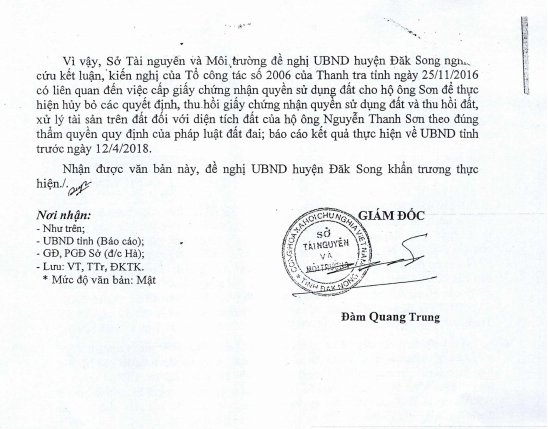 Vì vậy, Sở Tài nguyên và Môi trường đề nghị UBND huyện Đăk Song
cứu kết luận, kiến nghị của Tổ công tác số 2006 của Thanh tra tỉnh ngày 25/11/2016
có liên quan đến việc cấp giấy chứng nhận quyền sử dụng đất cho hộ ông Sơn để thực
hiện hủy bỏ các quyết định, thu hồi giấy chứng nhận quyền sử dụng đất và thu hồi đất,
xử lý tài sản trên đất đối với diện tích đất của hộ ông Nguyễn Thanh Sơn theo đúng
thẩm quyền quy định của pháp luật đất đai; báo cáo kết quả thực hiện về UBND tỉnh
trước ngày 12/4/2018.
Nhận được văn bản này, đề nghị UBND huyện Đăk Song khẩn trương thực
hiện./.
Nơi nhận:
- Như trên;
- UBND tỉnh (Báo cáo);
- GĐ, PGĐ Sở (đ/c Hà);
- Lưu: VT, TTr, ĐKTK.
* Mức độ văn bản: Mật
GIÁM ĐỐC
CỘNG HÒA XÃ HỘI CHỦ NGHĨA VIỆT NAM
SỞ
TÀI NGUYÊN
VÀ
MÔI TRƯỜNG
TỈNH ĐĂK NÔNG
Đàm Quang Trung